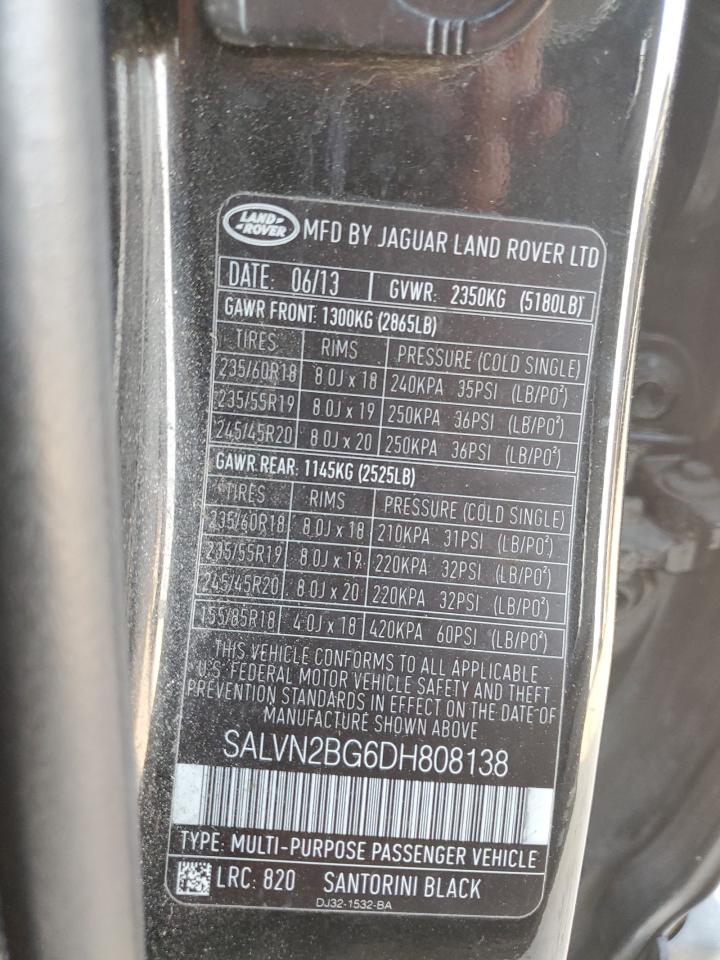 LAND ROVER MFD BY JAGUAR LAND ROVER LTD
DATE: 06/13 GVWR: 2350KG (5180LB)
GAWR FRONT: 1300KG (2865LB)
TIRES RIMS PRESSURE (COLD SINGLE)
235/60R18 8.0J x 18 240KPA 35PSI (LB/PO²)
235/55R19 8.0J x 19 250KPA 36PSI (LB/PO²)
245/45R20 8.0J x 20 250KPA 36PSI (LB/PO²)
GAWR REAR: 1145KG (2525LB)
TIRES RIMS PRESSURE (COLD SINGLE)
235/60R18 8.0J x 18 210KPA 31PSI (LB/PO²)
235/55R19 8.0J x 19 220KPA 32PSI (LB/PO²)
245/45R20 8.0J x 20 220KPA 32PSI (LB/PO²)
155/85R18 4.0J x 18 420KPA 60PSI (LB/PO²)
THIS VEHICLE CONFORMS TO ALL APPLICABLE
U.S. FEDERAL MOTOR VEHICLE SAFETY AND THEFT
PREVENTION STANDARDS IN EFFECT ON THE DATE OF
MANUFACTURE SHOWN ABOVE
SALVN2BG6DH808138
TYPE: MULTI-PURPOSE PASSENGER VEHICLE
LRC: 820 SANTORINI BLACK
DJ32-1532-BA